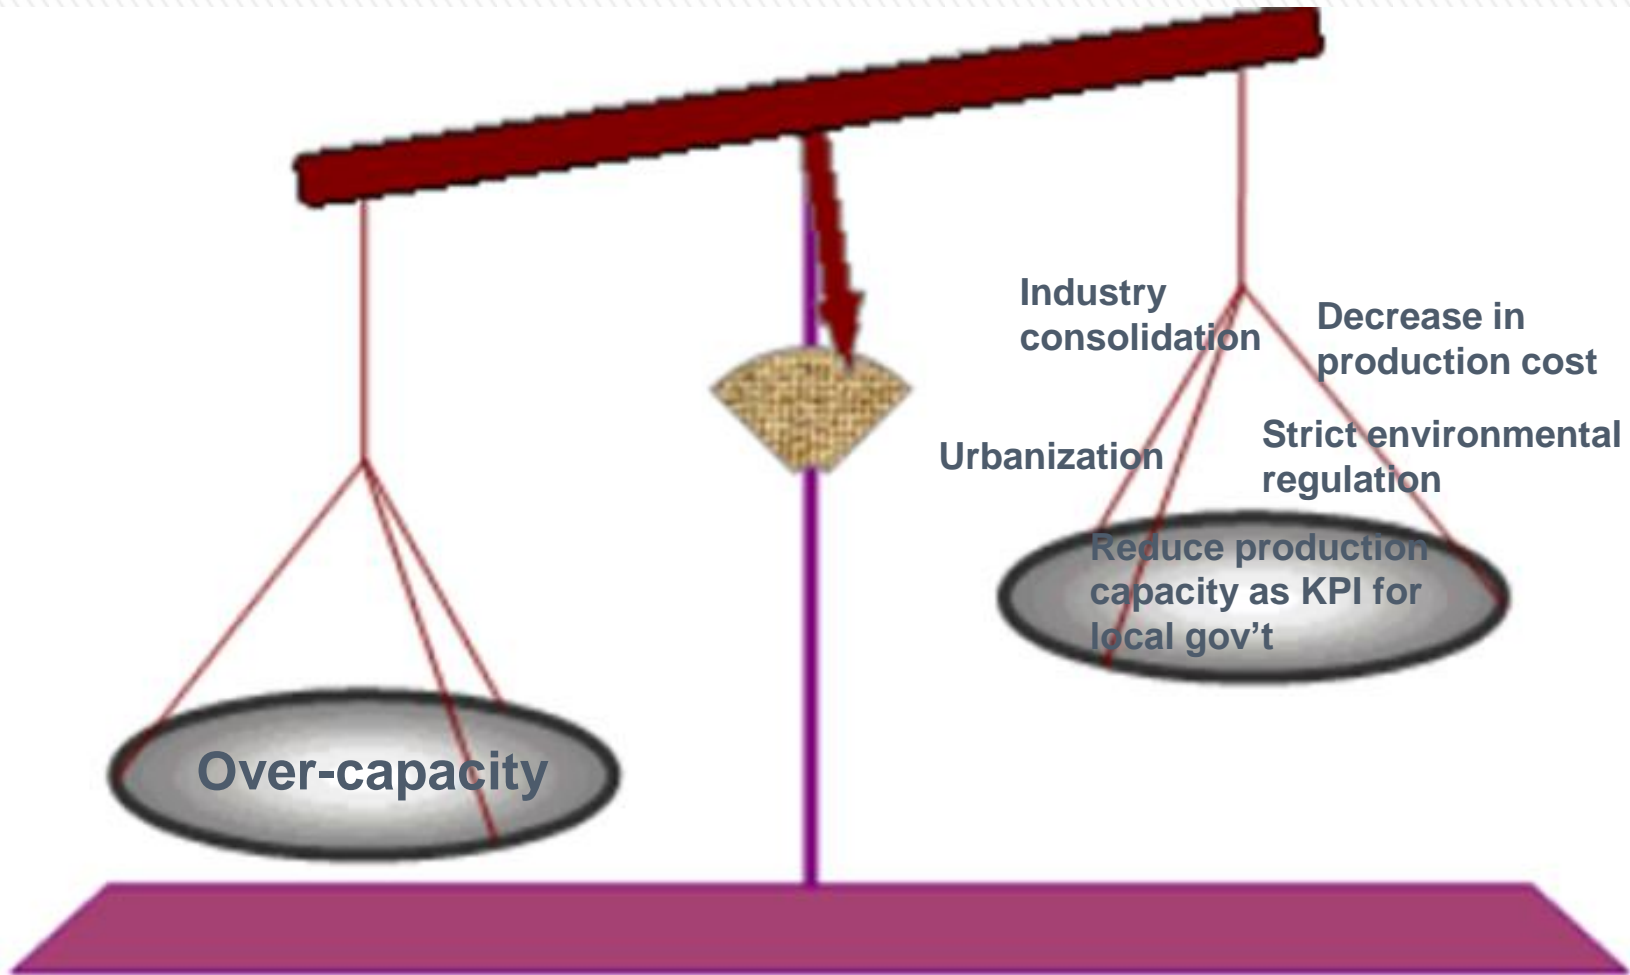 Industry
consolidation
Decrease in
production cost
Urbanization
Strict environmental
regulation
Reduce production
capacity as KPI for
local gov’t
Over-capacity